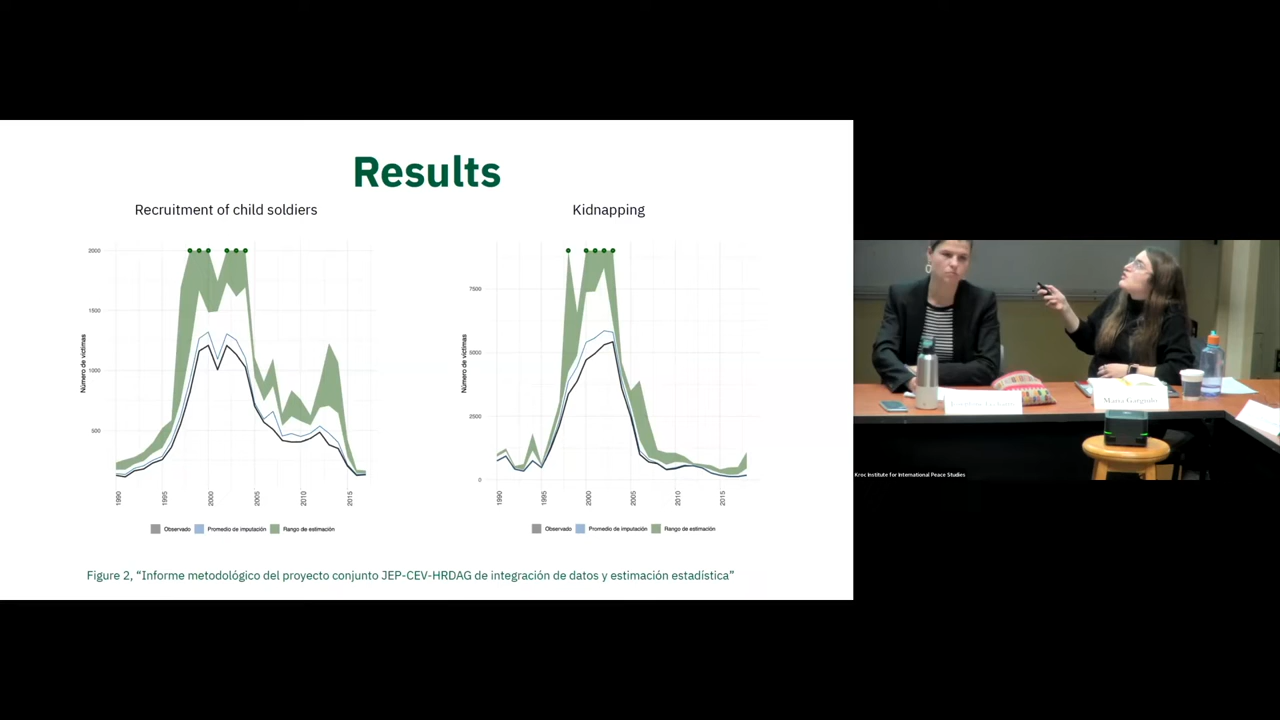 Results
Recruitment of child soldiers
Kidnapping
2000
1500
1000
500
Número de víctimas
1990
1995
2000
2005
2010
2015
Observado
Promedio de imputación
Rango de estimación
7500
5000
2500
0
Número de víctimas
1990
1995
2000
2005
2010
2015
Observado
Promedio de imputación
Rango de estimación
Figure 2, “Informe metodológico del proyecto conjunto JEP-CEV-HRDAG de integración de datos y estimación estadística”
Maria Gargiulo
Kroc Institute for International Peace Studies